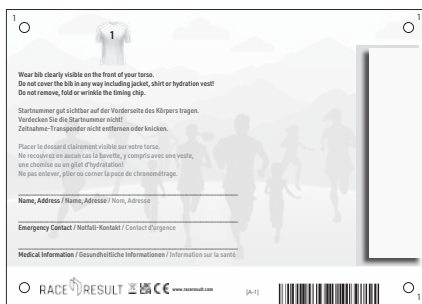 1
1
1
Wear bib clearly visible on the front of your torso.
Do not cover the bib in any way including jacket, shirt or hydration vest!
Do not remove, fold or wrinkle the timing chip.
Startnummer gut sichtbar auf der Vorderseite des Körpers tragen.
Verdecken Sie die Startnummer nicht!
Zeitnahme-Transponder nicht entfernen oder knicken.
Placer le dossard clairement visible sur votre torso.
Ne recouvrez en aucun cas la bavette, y compris avec une veste,
une chemise ou un gilet d'hydratation!
Ne pas enlever, plier ou corner la puce de chronométrage.
Name, Address / Name, Adresse / Nom, Adresse
Emergency Contact / Notfall-Kontakt / Contact d'urgence
Medical Information / Gesundheitliche Informationen / Information sur la santé
RACE RESULT CE www.raceresult.com
[A-1]
1